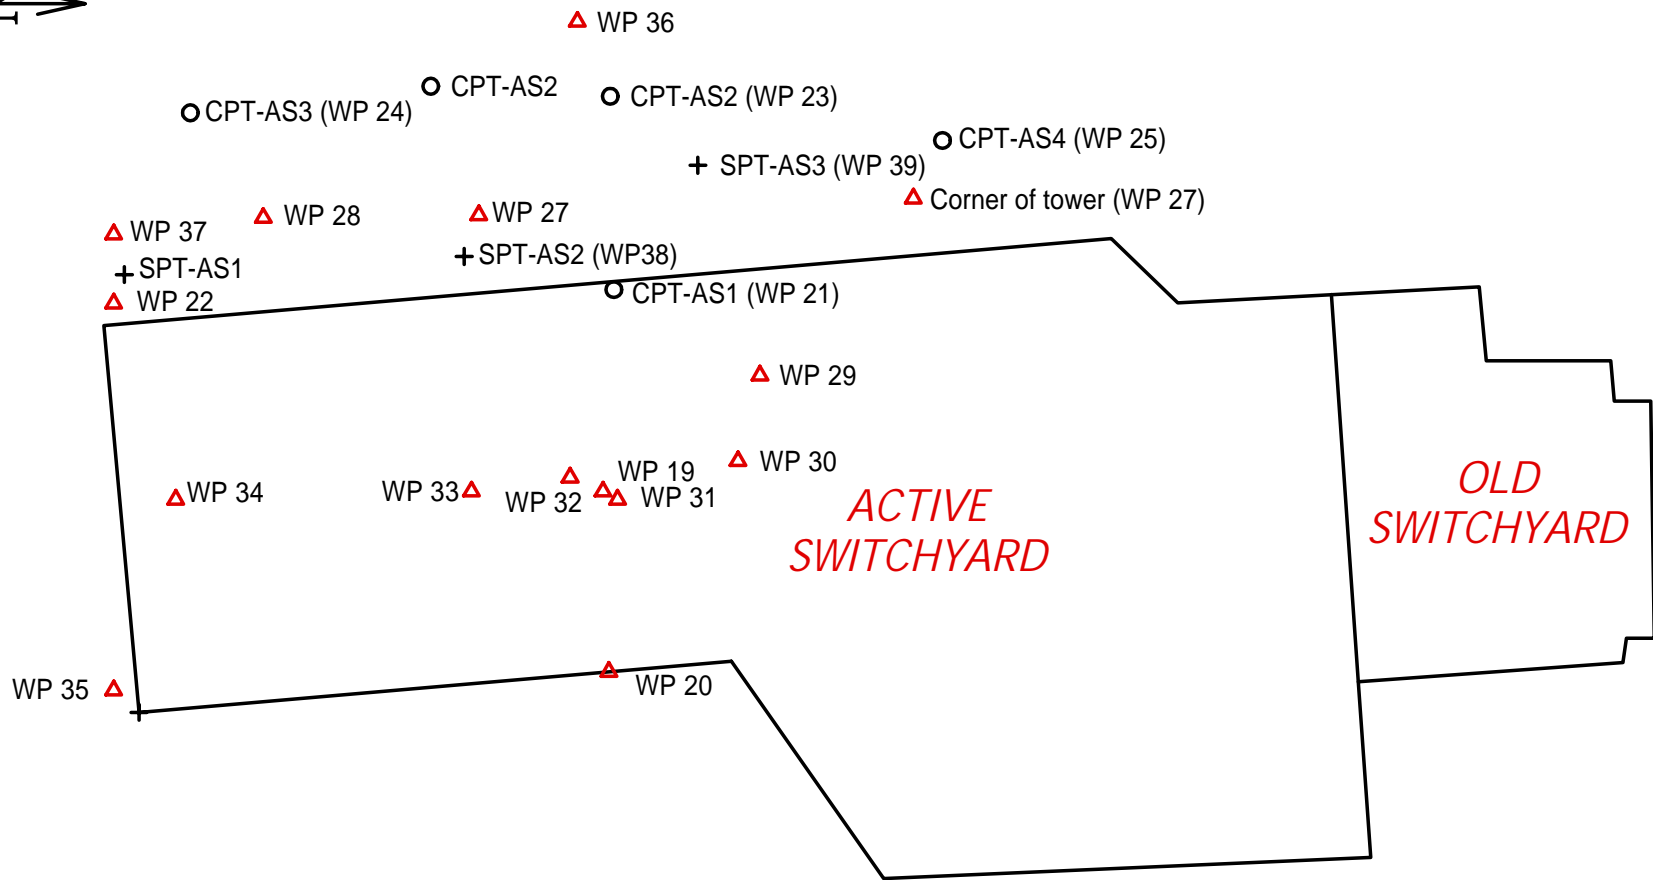 WP 36
CPT-AS2
CPT-AS2 (WP 23)
CPT-AS3 (WP 24)
CPT-AS4 (WP 25)
SPT-AS3 (WP 39)
Corner of tower (WP 27)
WP 28
WP 27
WP 37
SPT-AS2 (WP38)
SPT-AS1
CPT-AS1 (WP 21)
WP 22
WP 29
WP 30
WP 19
WP 34
WP 33
WP 32
WP 31
ACTIVE
SWITCHYARD
OLD
SWITCHYARD
WP 35
WP 20